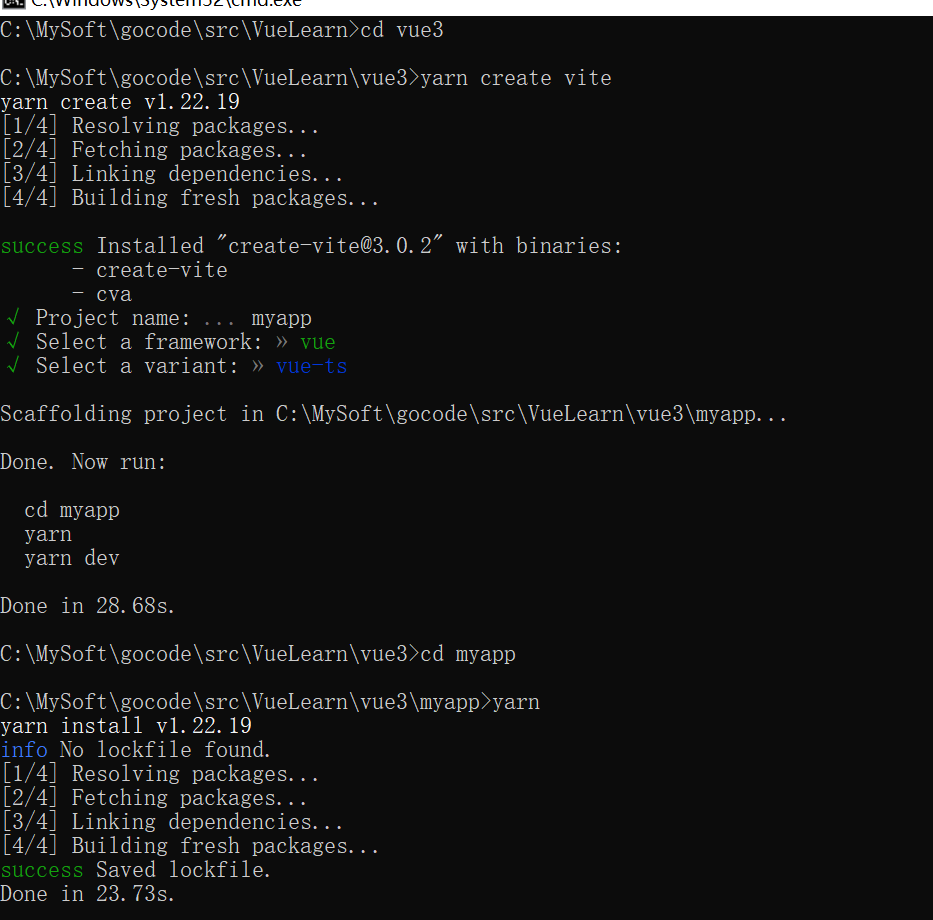 C:\Windows\System32\cmd.exe
C:\MySoft\gocode\src\VueLearn>cd vue3
C:\MySoft\gocode\src\VueLearn\vue3>yarn create vite
yarn create v1.22.19
[1/4] Resolving packages...
[2/4] Fetching packages...
[3/4] Linking dependencies...
[4/4] Building fresh packages...
success Installed "create-vite@3.0.2" with binaries:
- create-vite
- cva
√ Project name: ... myapp
√ Select a framework: » vue
√ Select a variant: » vue-ts
Scaffolding project in C:\MySoft\gocode\src\VueLearn\vue3\myapp...
Done. Now run:
cd myapp
yarn
yarn dev
Done in 28.68s.
C:\MySoft\gocode\src\VueLearn\vue3>cd myapp
C:\MySoft\gocode\src\VueLearn\vue3\myapp>yarn
yarn install v1.22.19
info No lockfile found.
[1/4] Resolving packages...
[2/4] Fetching packages...
[3/4] Linking dependencies...
[4/4] Building fresh packages...
success Saved lockfile.
Done in 23.73s.